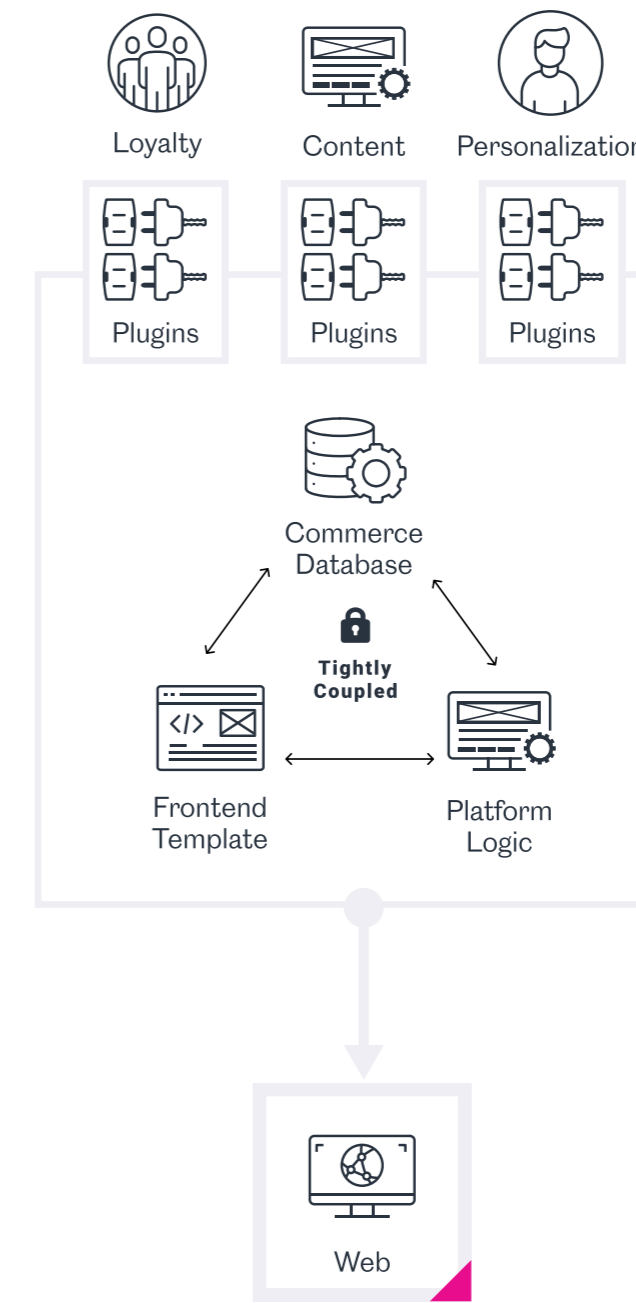 Loyalty
Content
Personalization
Plugins
Plugins
Plugins
Commerce
Database
Tightly
Coupled
</>
Frontend
Template
Platform
Logic
Web